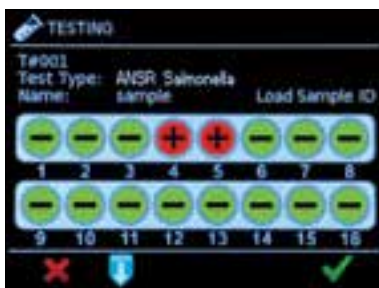 TESTING
T#001
Test Type: ANSR Salmonella
Name: sample Load Sample ID
− − − + + − − −
1 2 3 4 5 6 7 8
− − − − − − − −
9 10 11 12 13 14 15 16